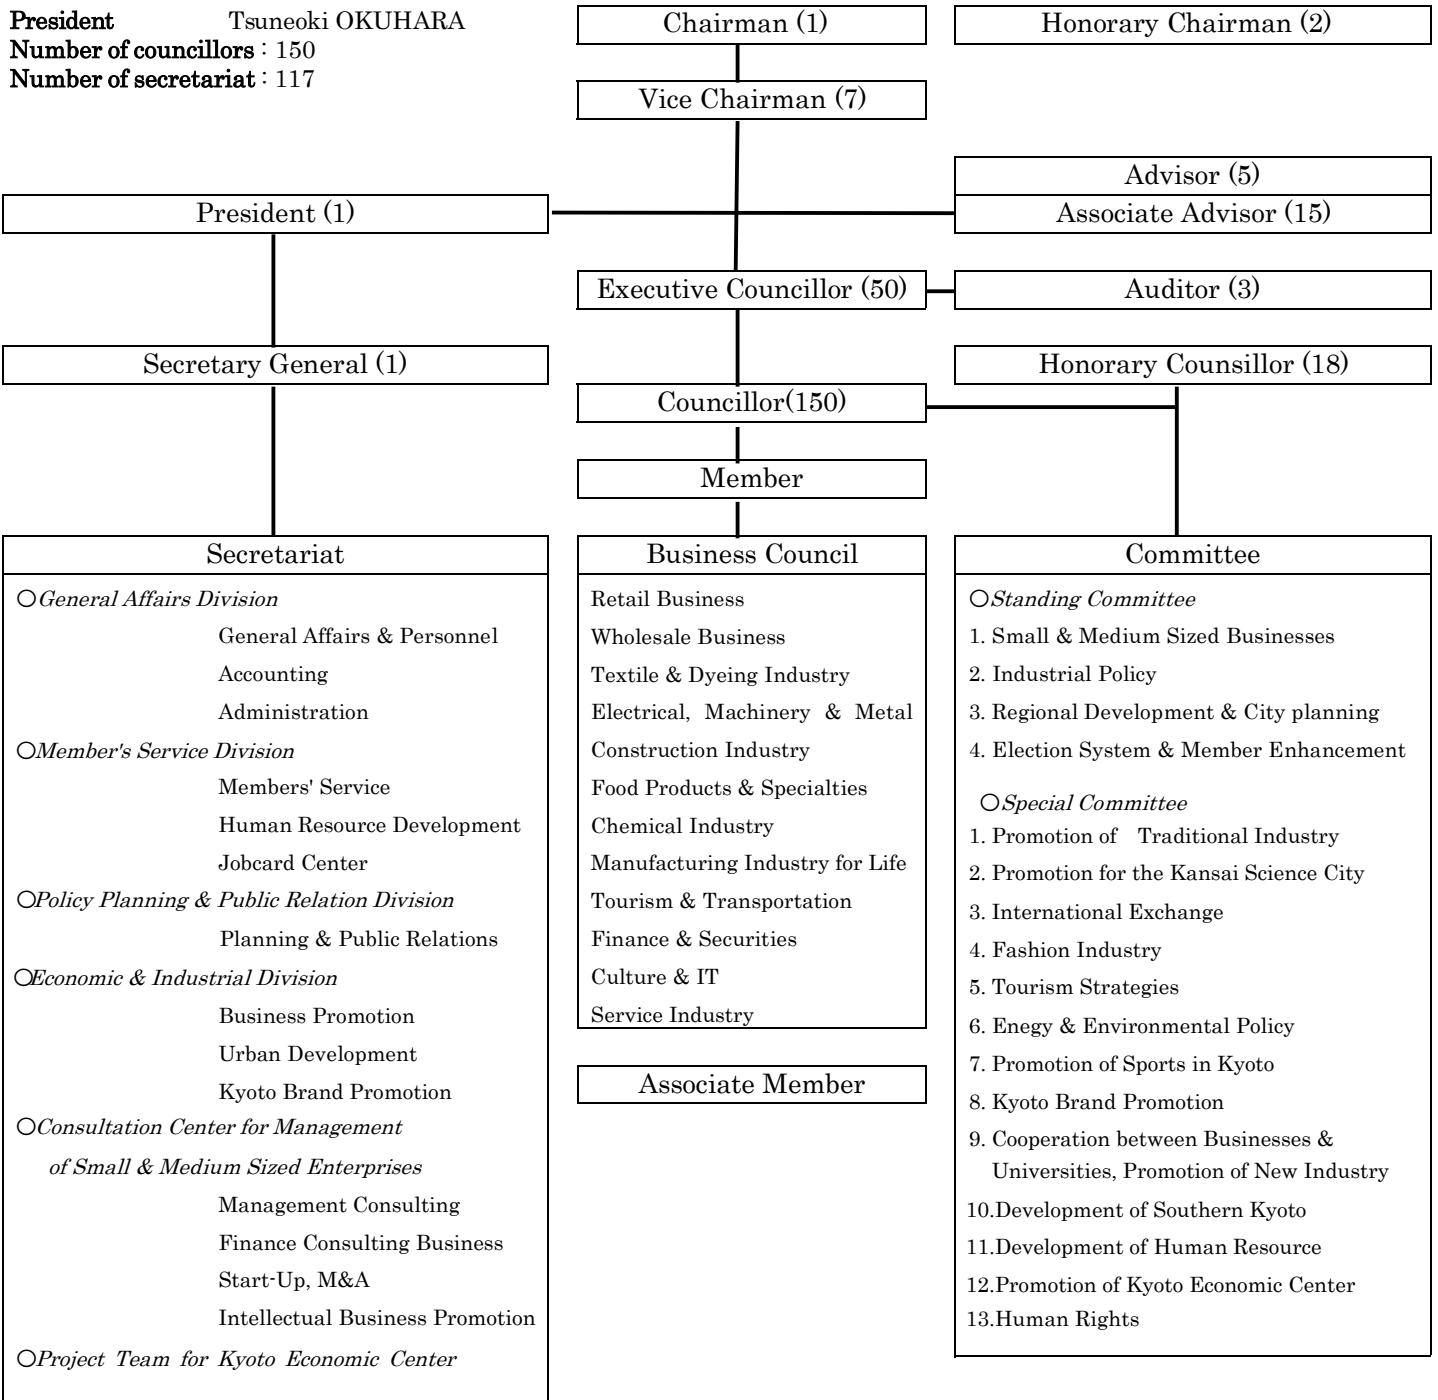 President Tsuneoki OKUHARA
Number of councillors : 150
Number of secretariat : 117
Chairman (1)
Honorary Chairman (2)
Vice Chairman (7)
Advisor (5)
President (1)
Associate Advisor (15)
Executive Councillor (50)
Auditor (3)
Secretary General (1)
Honorary Counsillor (18)
Councillor(150)
Member
Secretariat
○General Affairs Division
General Affairs & Personnel
Accounting
Administration
○Member's Service Division
Members' Service
Human Resource Development
Jobcard Center
○Policy Planning & Public Relation Division
Planning & Public Relations
○Economic & Industrial Division
Business Promotion
Urban Development
Kyoto Brand Promotion
○Consultation Center for Management
of Small & Medium Sized Enterprises
Management Consulting
Finance Consulting Business
Start-Up, M&A
Intellectual Business Promotion
○Project Team for Kyoto Economic Center
Business Council
Retail Business
Wholesale Business
Textile & Dyeing Industry
Electrical, Machinery & Metal
Construction Industry
Food Products & Specialties
Chemical Industry
Manufacturing Industry for Life
Tourism & Transportation
Finance & Securities
Culture & IT
Service Industry
Associate Member
Committee
○Standing Committee
1. Small & Medium Sized Businesses
2. Industrial Policy
3. Regional Development & City planning
4. Election System & Member Enhancement
○Special Committee
1. Promotion of Traditional Industry
2. Promotion for the Kansai Science City
3. International Exchange
4. Fashion Industry
5. Tourism Strategies
6. Enegy & Environmental Policy
7. Promotion of Sports in Kyoto
8. Kyoto Brand Promotion
9. Cooperation between Businesses &
Universities, Promotion of New Industry
10.Development of Southern Kyoto
11.Development of Human Resource
12.Promotion of Kyoto Economic Center
13.Human Rights